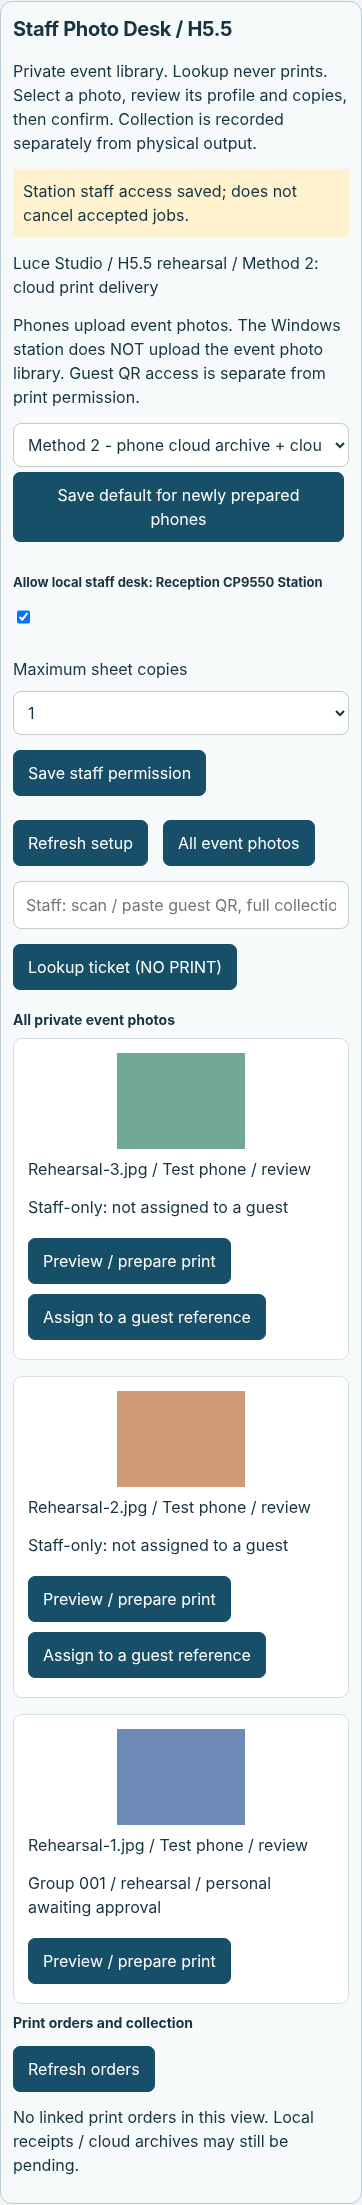 Staff Photo Desk / H5.5
Private event library. Lookup never prints.
Select a photo, review its profile and copies,
then confirm. Collection is recorded
separately from physical output.
Station staff access saved; does not
cancel accepted jobs.
Luce Studio / H5.5 rehearsal / Method 2:
cloud print delivery
Phones upload event photos. The Windows
station does NOT upload the event photo
library. Guest QR access is separate from
print permission.
Method 2 - phone cloud archive + clou
Save default for newly prepared
phones
Allow local staff desk: Reception CP9550 Station
Maximum sheet copies
1
Save staff permission
Refresh setup
All event photos
Staff: scan / paste guest QR, full collectio
Lookup ticket (NO PRINT)
All private event photos
Rehearsal-3.jpg / Test phone / review
Staff-only: not assigned to a guest
Preview / prepare print
Assign to a guest reference
Rehearsal-2.jpg / Test phone / review
Staff-only: not assigned to a guest
Preview / prepare print
Assign to a guest reference
Rehearsal-1.jpg / Test phone / review
Group 001 / rehearsal / personal
awaiting approval
Preview / prepare print
Print orders and collection
Refresh orders
No linked print orders in this view. Local
receipts / cloud archives may still be
pending.